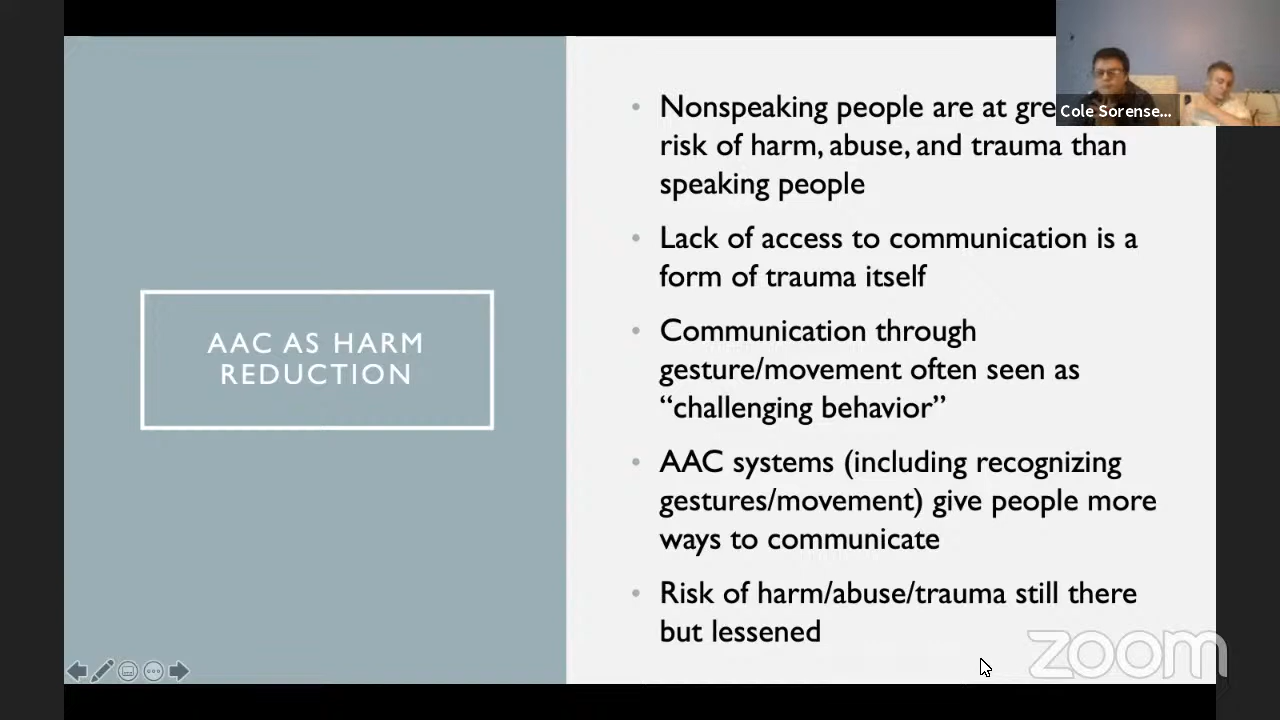 AAC AS HARM
REDUCTION
Nonspeaking people are at gre
risk of harm, abuse, and trauma than
speaking people
Lack of access to communication is a
form of trauma itself
Communication through
gesture/movement often seen as
“challenging behavior”
AAC systems (including recognizing
gestures/movement) give people more
ways to communicate
Risk of harm/abuse/trauma still there
but lessened
Cole Sorense...
zoom